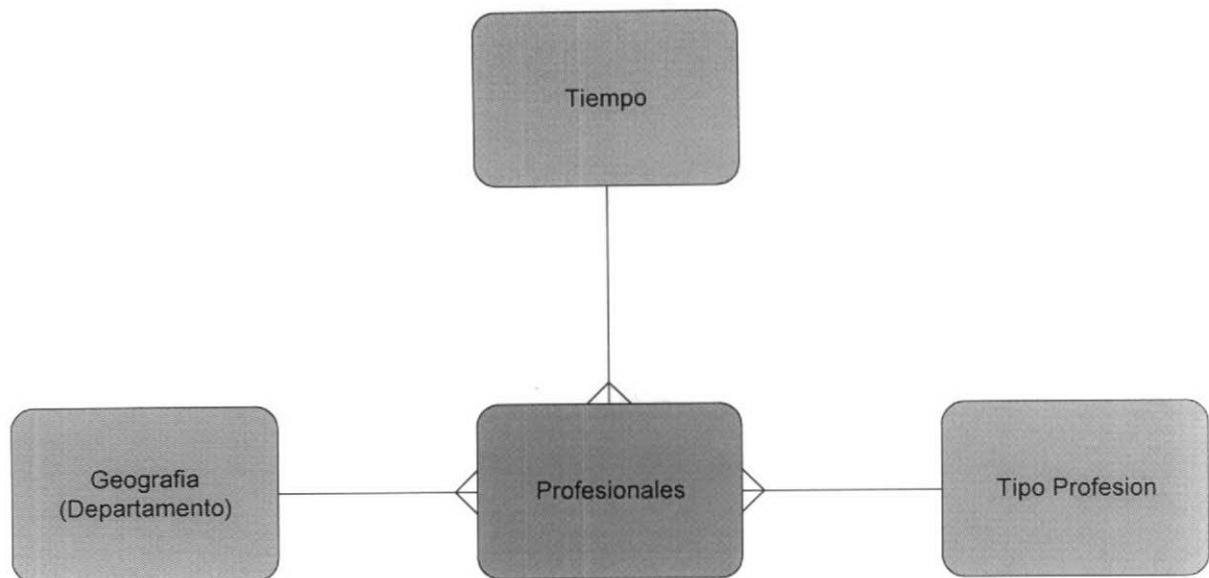 Tiempo
Geografia
(Departamento)
Profesionales
Tipo Profesion